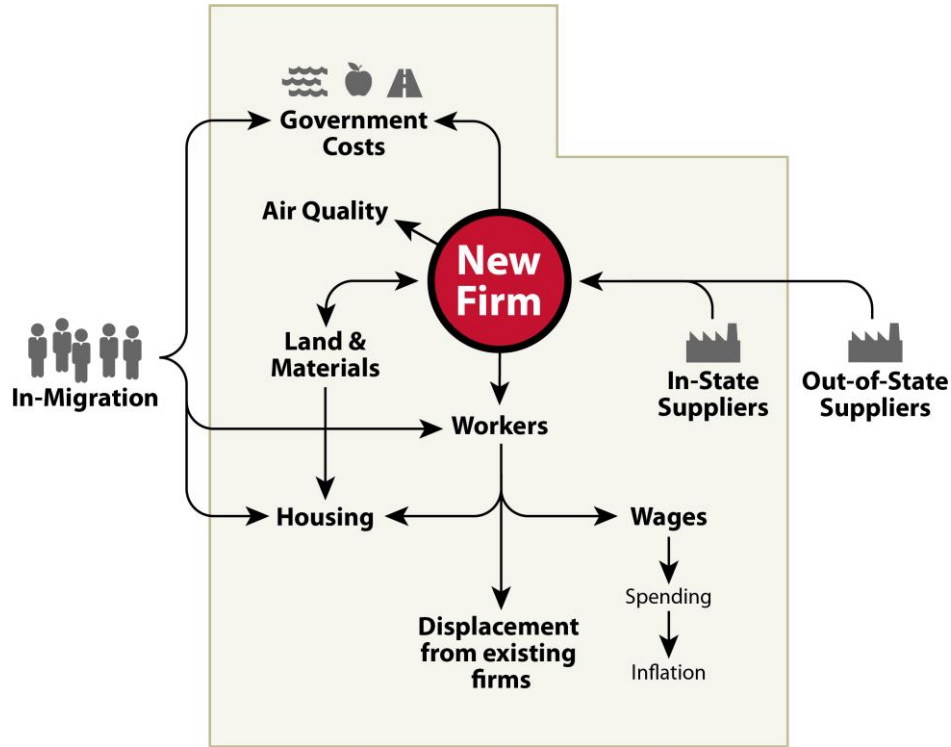 Government
Costs
Air Quality
New
Firm
Land &
Materials
In-Migration
In-State
Suppliers
Out-of-State
Suppliers
Workers
Housing
Wages
Spending
Displacement
from existing
firms
Inflation